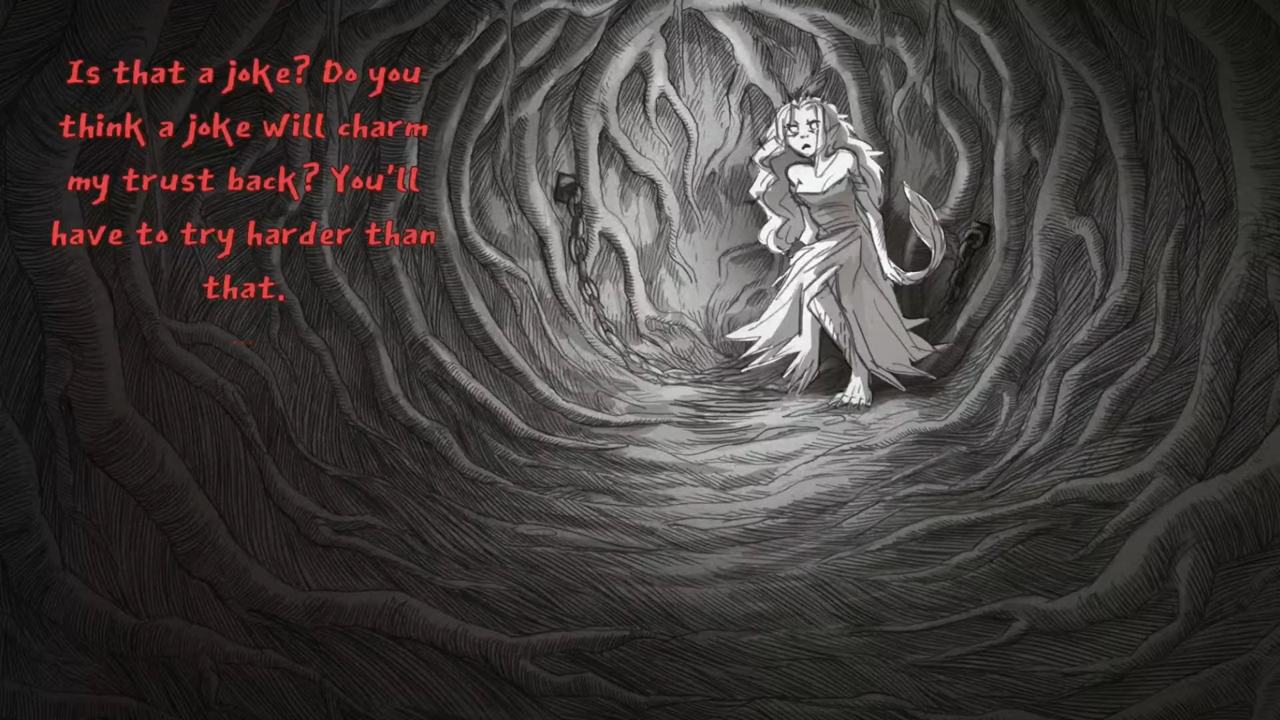 Is that a joke? Do you
think a joke will charm
my trust back? You'll
have to try harder than
that.
...